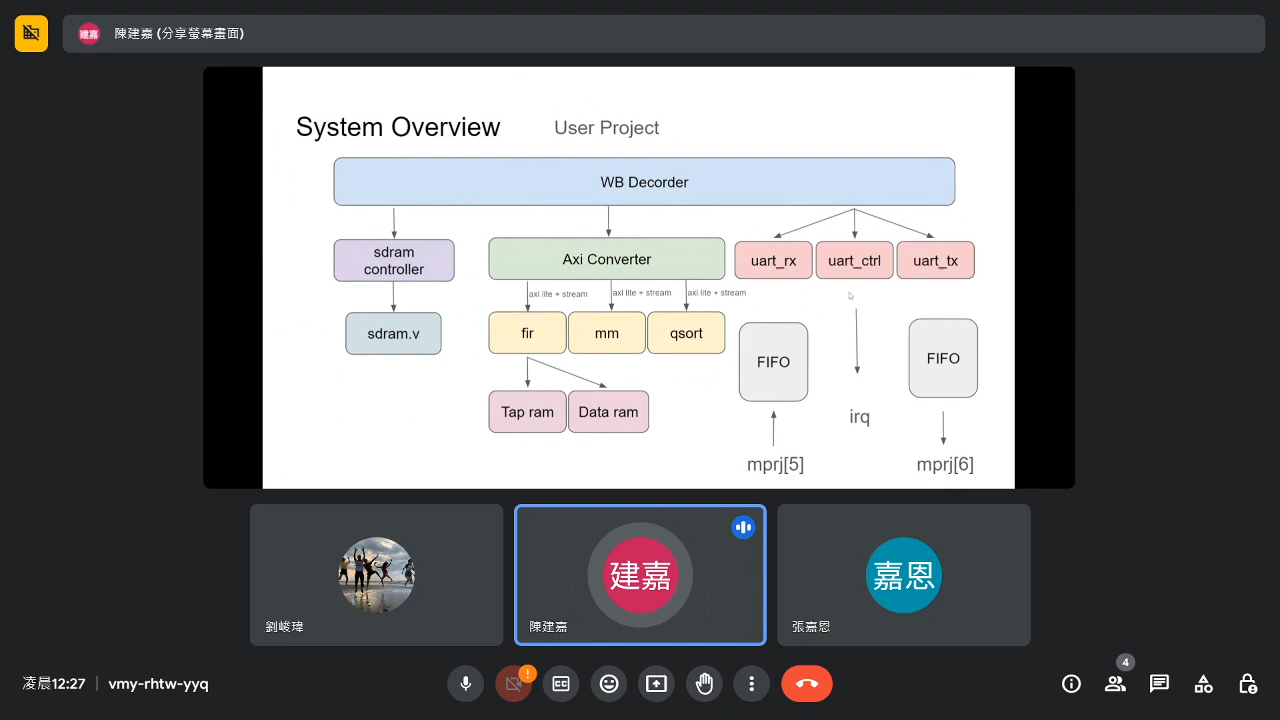 建嘉 陳建嘉 (分享螢幕畫面)
System Overview User Project
WB Decorder
sdram
controller
Axi Converter
uart_rx
uart_ctrl
uart_tx
axi lite + stream
axi lite + stream
axi lite + stream
sdram.v
fir
mm
qsort
FIFO
FIFO
Tap ram
Data ram
irq
mprj[5]
mprj[6]
劉峻瑋
建嘉
陳建嘉
嘉恩
張嘉恩
凌晨12:27 | vmy-rhtw-yyq
!
CC
4